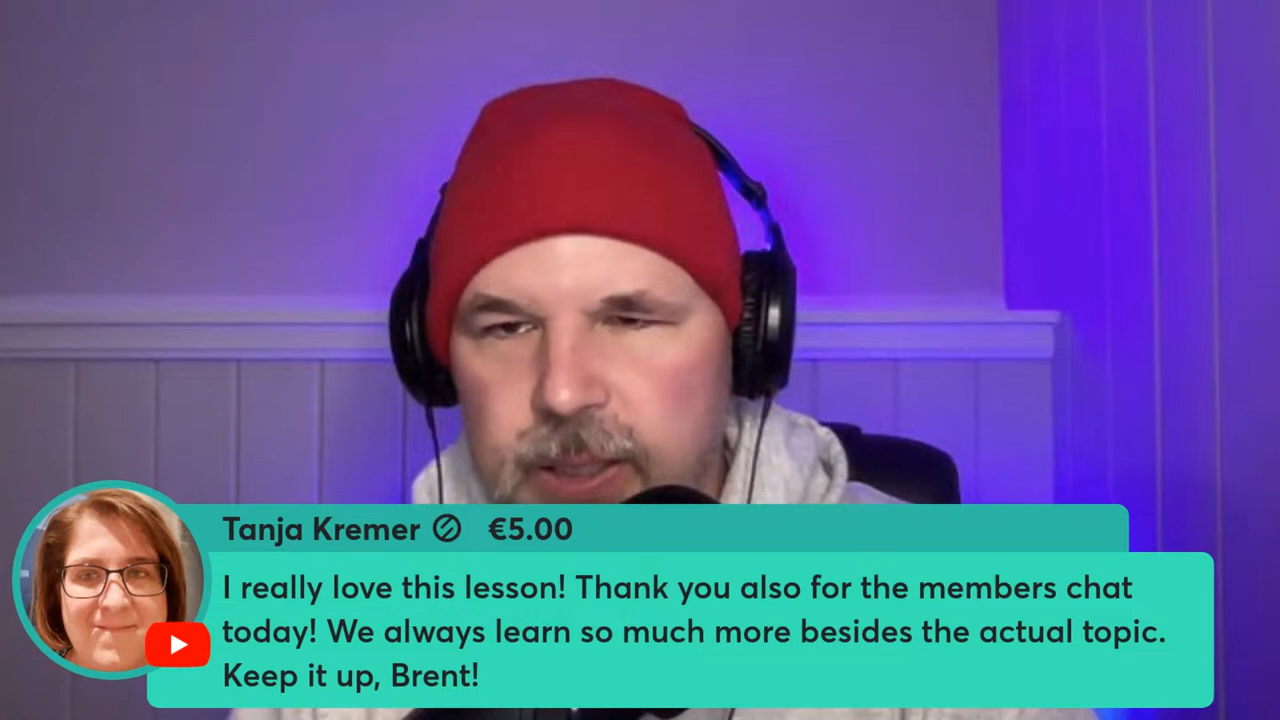 Tanja Kremer €5.00
I really love this lesson! Thank you also for the members chat
today! We always learn so much more besides the actual topic.
Keep it up, Brent!